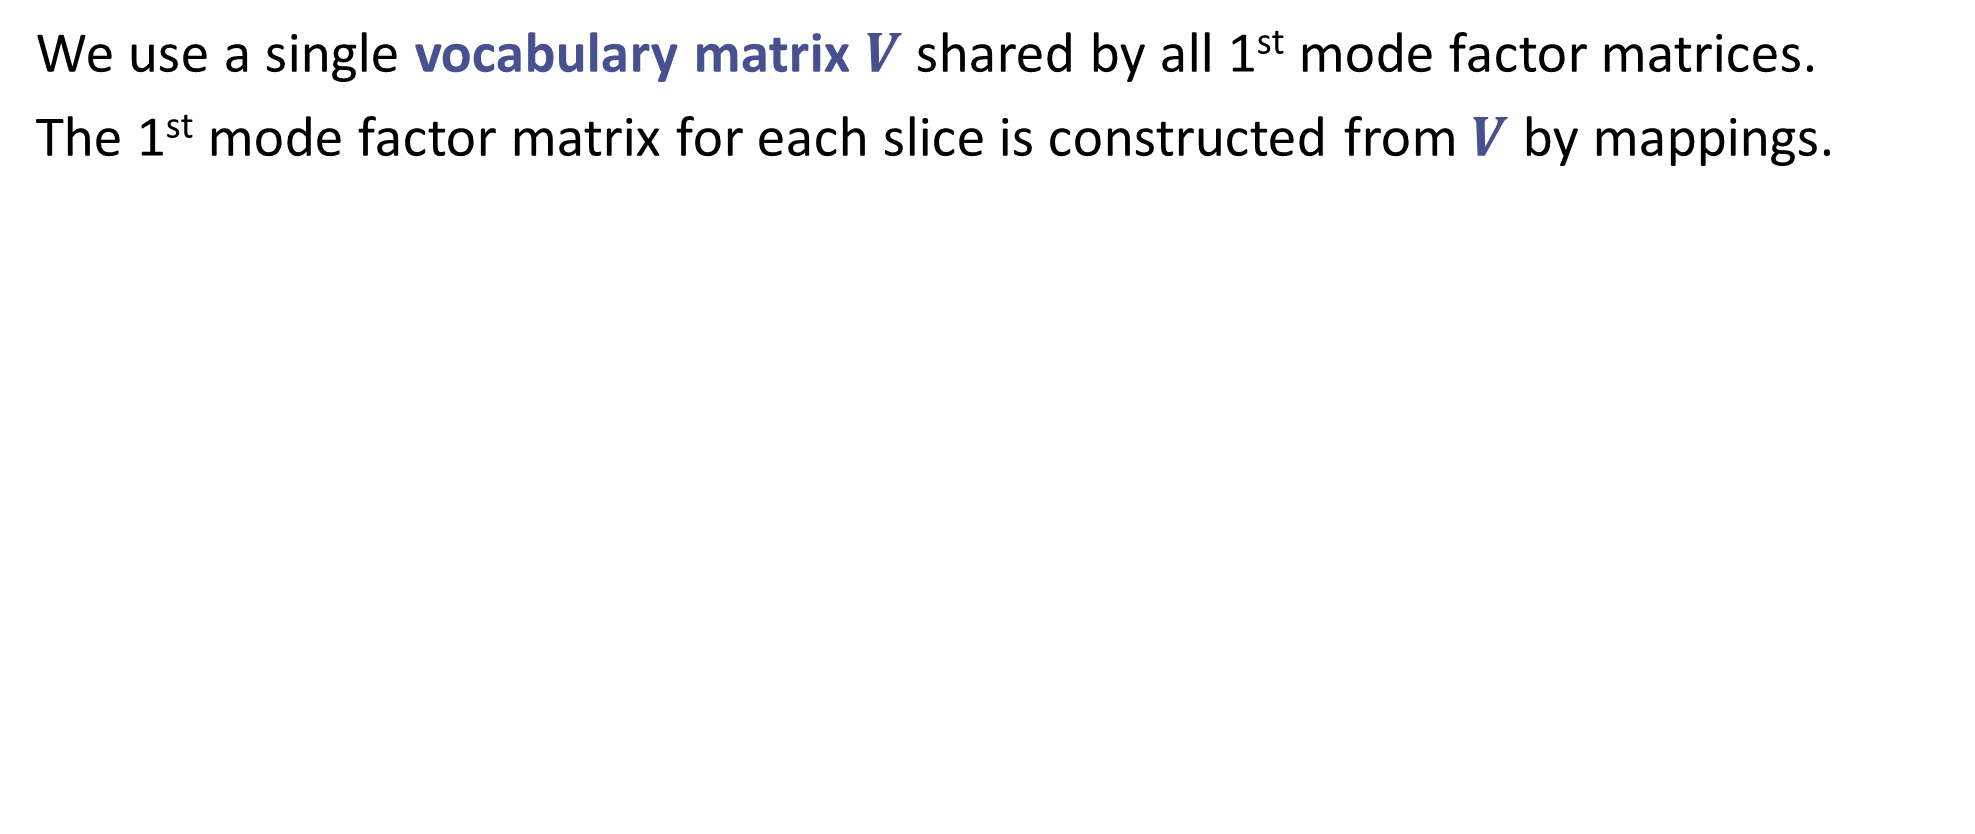 We use a single vocabulary matrix V shared by all 1st mode factor matrices.
The 1st mode factor matrix for each slice is constructed from V by mappings.